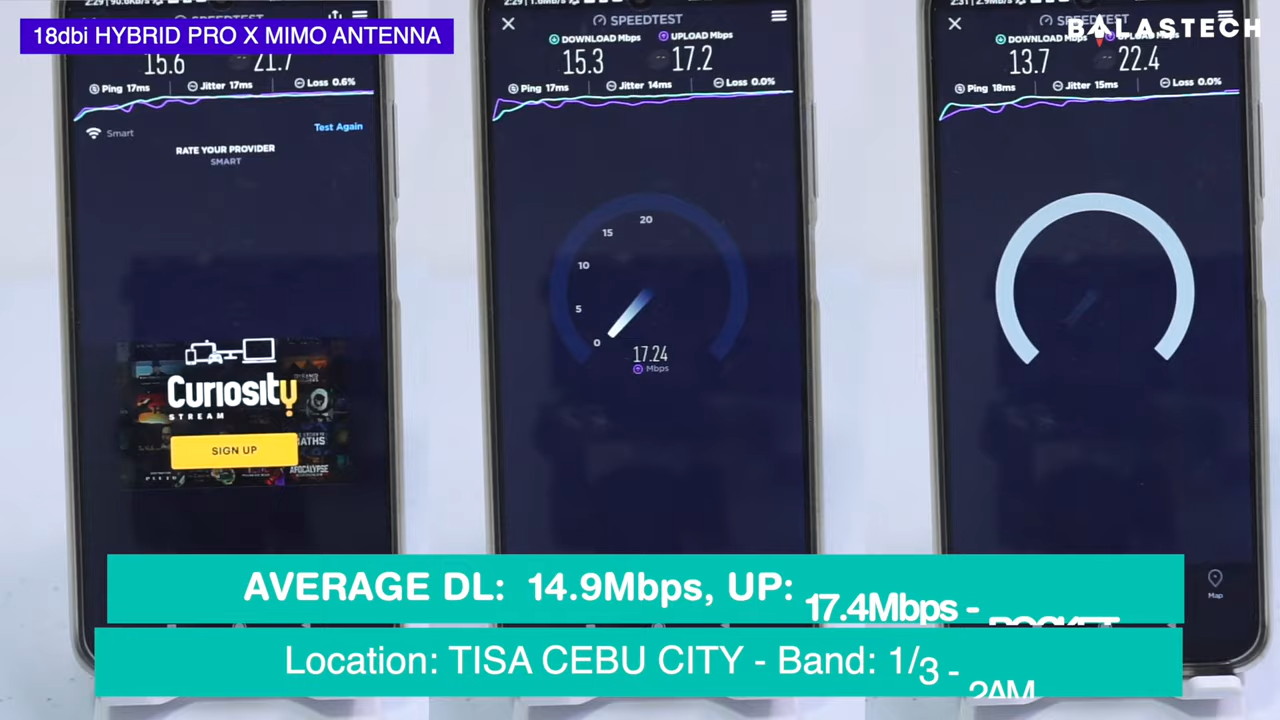 18dbi HYBRID PRO X MIMO ANTENNA
BALASTECH
SPEEDTEST
15.6 21.7
Ping 17ms Jitter 17ms Loss 0.6%
Smart Test Again
RATE YOUR PROVIDER
SMART
Curiosity
STREAM
SIGN UP
APOCALYPSE
SPEEDTEST
DOWNLOAD Mbps UPLOAD Mbps
15.3 17.2
Ping 17ms Jitter 14ms Loss 0.0%
20
15
10
5
0
17.24
Mbps
SPEEDTEST
DOWNLOAD Mbps UPLOAD Mbps
13.7 22.4
Ping 18ms Jitter 15ms Loss 0.0%
Map
AVERAGE DL: 14.9Mbps, UP: 17.4Mbps -
Location: TISA CEBU CITY - Band: 1/3 - 2AM